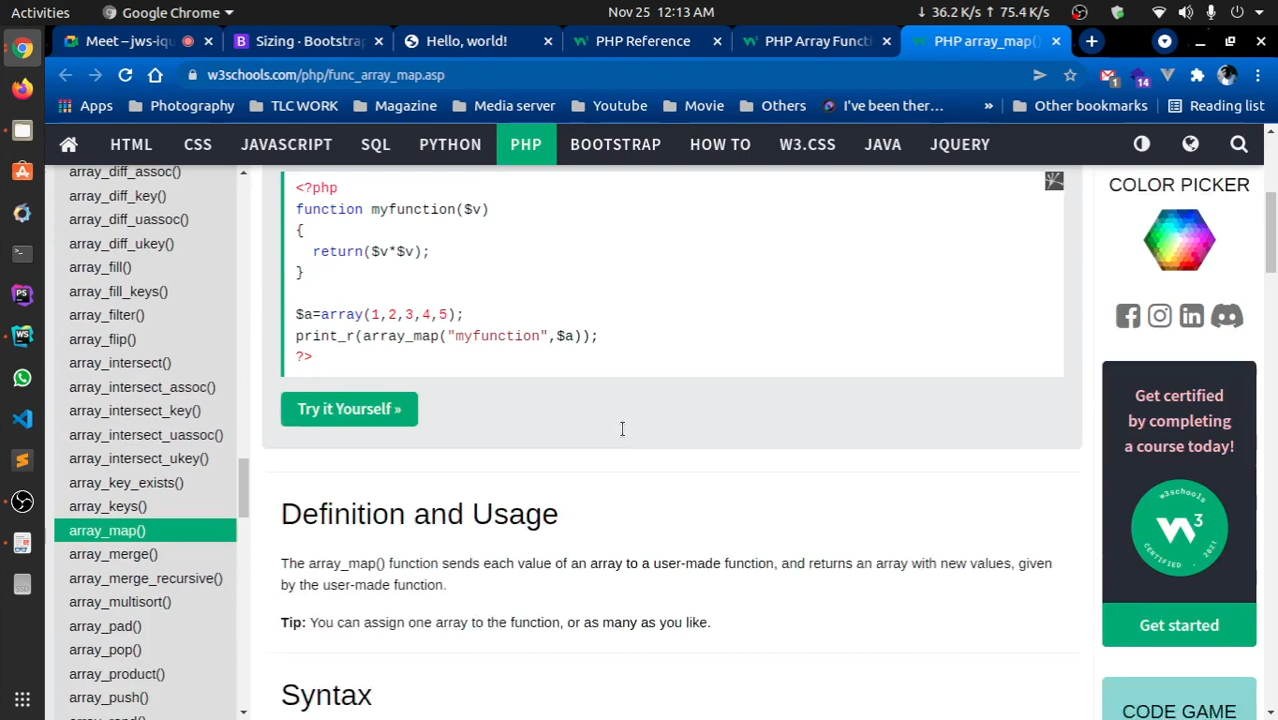 Activities
Google Chrome
Nov 25 12:13 AM
↓ 36.2 K/s ↑ 75.4 K/s
Meet – jws-iqu
Sizing · Bootstrap
Hello, world!
PHP Reference
PHP Array Functi
PHP array_map()
w3schools.com/php/func_array_map.asp
1
14
Apps
Photography
TLC WORK
Magazine
Media server
Youtube
Movie
Others
I've been ther...
»
Other bookmarks
Reading list
HTML
CSS
JAVASCRIPT
SQL
PYTHON
PHP
BOOTSTRAP
HOW TO
W3.CSS
JAVA
JQUERY
array_diff_assoc()
array_diff_key()
array_diff_uassoc()
array_diff_ukey()
array_fill()
array_fill_keys()
array_filter()
array_flip()
array_intersect()
array_intersect_assoc()
array_intersect_key()
array_intersect_uassoc()
array_intersect_ukey()
array_key_exists()
array_keys()
array_map()
array_merge()
array_merge_recursive()
array_multisort()
array_pad()
array_pop()
array_product()
array_push()
<?php
function myfunction($v)
{
return($v*$v);
}
$a=array(1,2,3,4,5);
print_r(array_map("myfunction",$a));
?>
Try it Yourself »
Definition and Usage
The array_map() function sends each value of an array to a user-made function, and returns an array with new values, given
by the user-made function.
Tip: You can assign one array to the function, or as many as you like.
Syntax
COLOR PICKER
Get certified
by completing
a course today!
w3schools
W3
CERTIFIED . 2021
Get started
CODE GAME